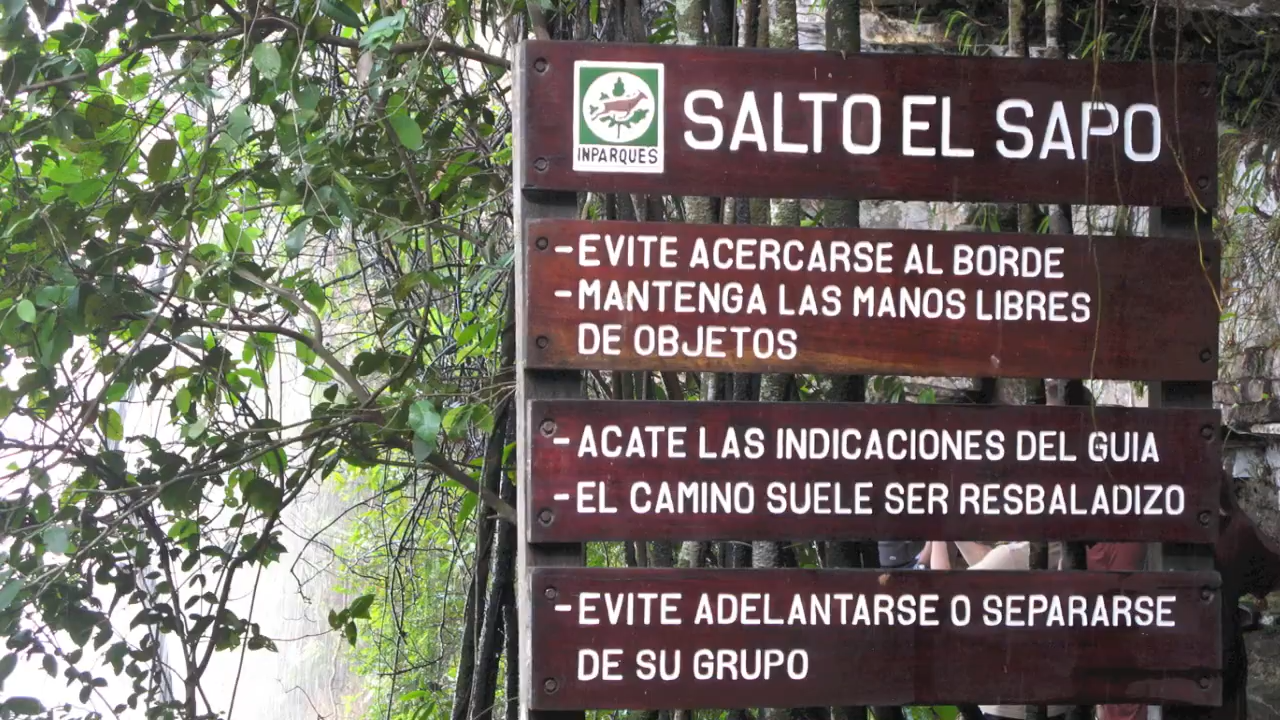 INPARQUES
SALTO EL SAPO
-EVITE ACERCARSE AL BORDE
-MANTENGA LAS MANOS LIBRES
DE OBJETOS
-ACATE LAS INDICACIONES DEL GUIA
-EL CAMINO SUELE SER RESBALADIZO
-EVITE ADELANTARSE O SEPARARSE
DE SU GRUPO